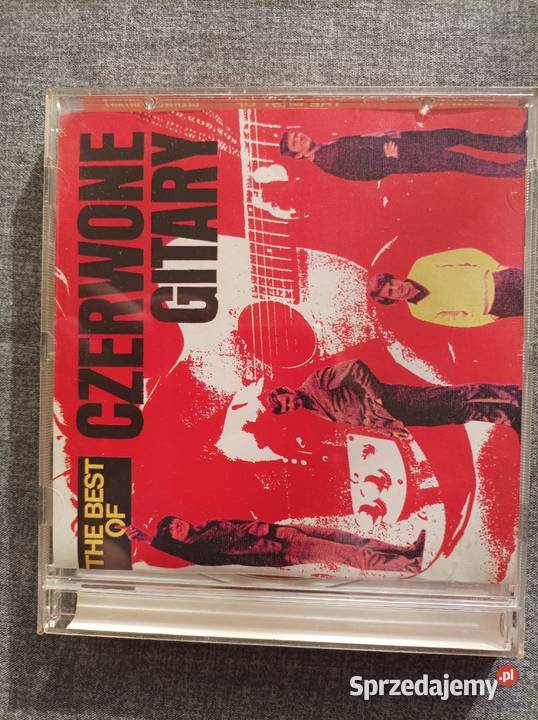 THE BEST
OF
CZERWONE
GITARY
Sprzedajemy.pl